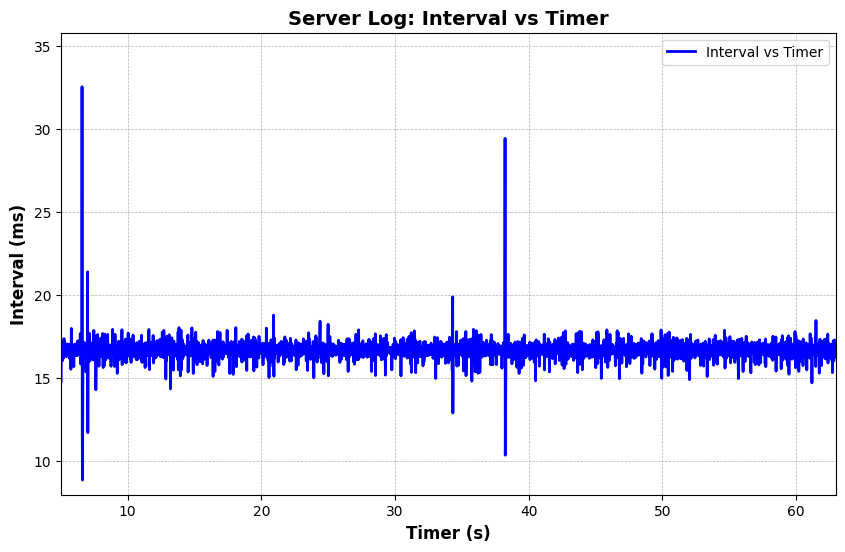 Server Log: Interval vs Timer
Interval vs Timer
35
30
25
20
15
10
Interval (ms)
10 20 30 40 50 60
Timer (s)